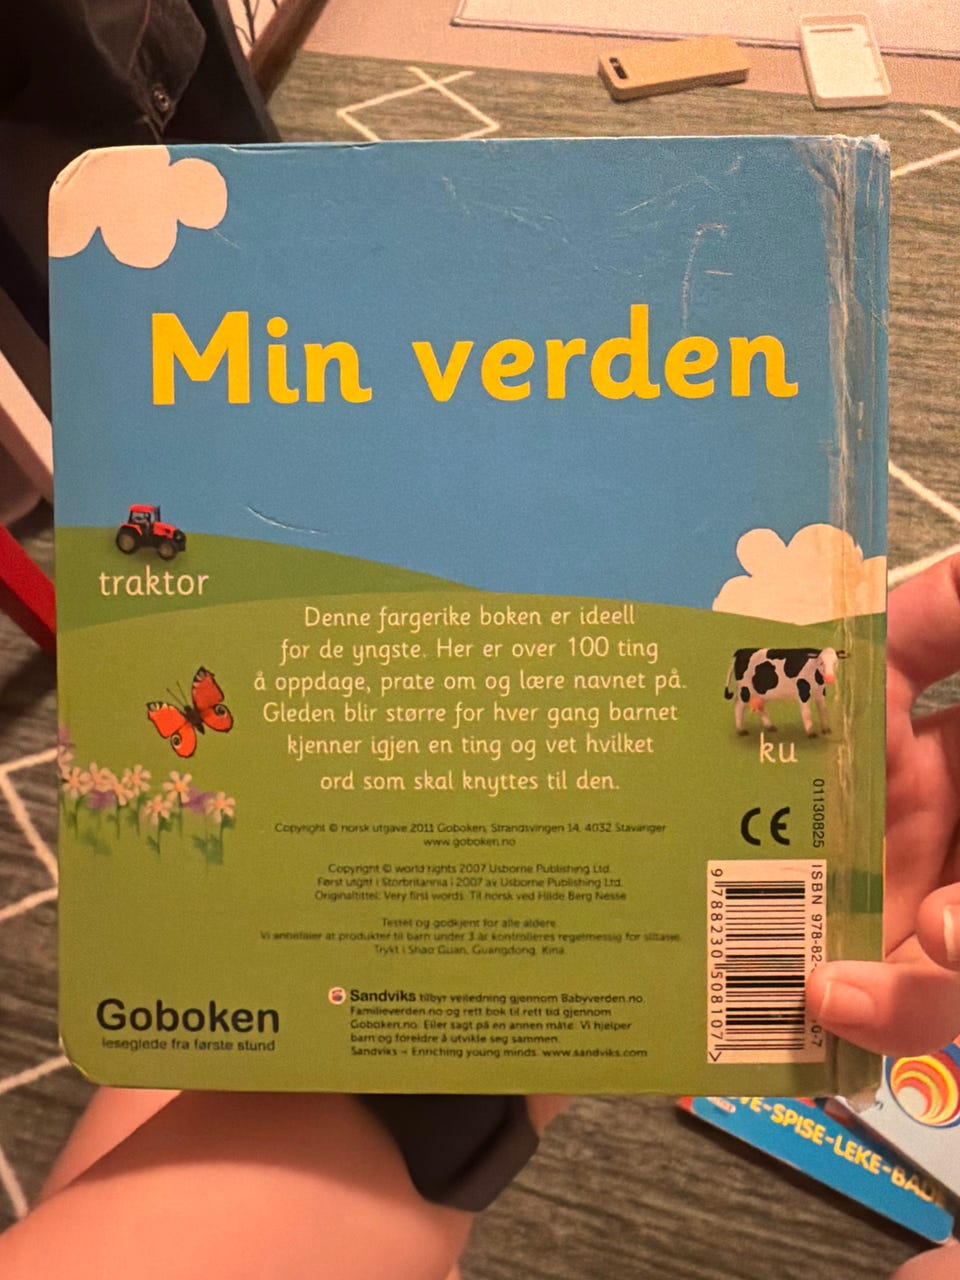 Min verden
traktor
Denne fargerike boken er ideell
for de yngste. Her er over 100 ting
å oppdage, prate om og lære navnet på.
Gleden blir større for hver gang barnet
kjenner igjen en ting og vet hvilket
ord som skal knyttes til den.
ku
Copyright © norsk utgave 2011 Goboken, Strandsvingen 14, 4032 Stavanger
www.goboken.no
Copyright © world rights 2007 Usborne Publishing Ltd.
Først utgitt i Storbritannia i 2007 av Usborne Publishing Ltd.
Originaltittel: Very first words. Til norsk ved Hilde Berg Nesse
Testet og godkjent for alle aldere.
Vi anbefaler at produkter til barn under 3 år kontrolleres regelmessig for slitasje.
Trykt i Shao Guan, Guangdong, Kina.
CE
01130825
ISBN 978-82-
0-7
9 788230 508107 >
Goboken
leseglede fra første stund
Sandviks tilbyr veiledning gjennom Babyverden.no,
Familieverden.no og rett bok til rett tid gjennom
Goboken.no. Eller sagt på en annen måte: Vi hjelper
barn og foreldre å utvikle seg sammen.
Sandviks – Enriching young minds. www.sandviks.com
-SPISE-LEKE-BAD